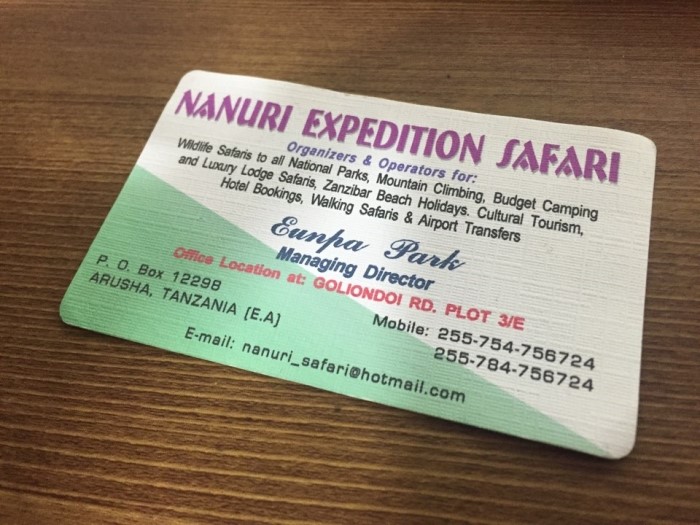 NANURI EXPEDITION SAFARI
Organizers & Operators for:
Wildlife Safaris to all National Parks, Mountain Climbing, Budget Camping
and Luxury Lodge Safaris, Zanzibar Beach Holidays. Cultural Tourism,
Hotel Bookings, Walking Safaris & Airport Transfers
Eunpa Park
Managing Director
Office Location at: GOLIONDOI RD. PLOT 3/E
P. O. Box 12298
ARUSHA, TANZANIA [E.A]
Mobile: 255-754-756724
255-784-756724
E-mail: nanuri_safari@hotmail.com